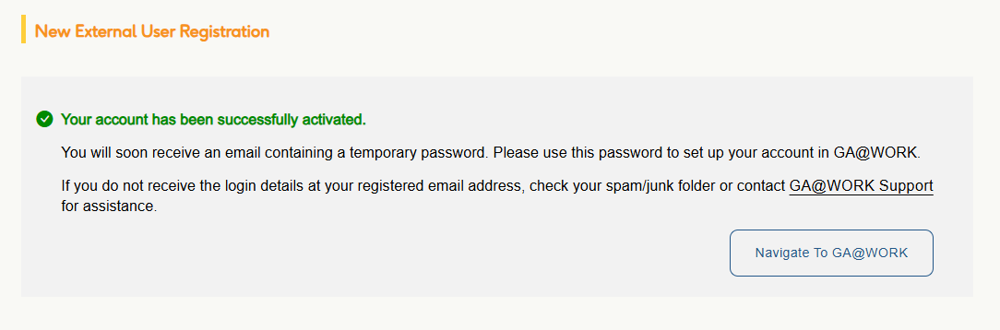 New External User Registration
Your account has been successfully activated.
You will soon receive an email containing a temporary password. Please use this password to set up your account in GA@WORK.
If you do not receive the login details at your registered email address, check your spam/junk folder or contact GA@WORK Support
for assistance.
Navigate To GA@WORK